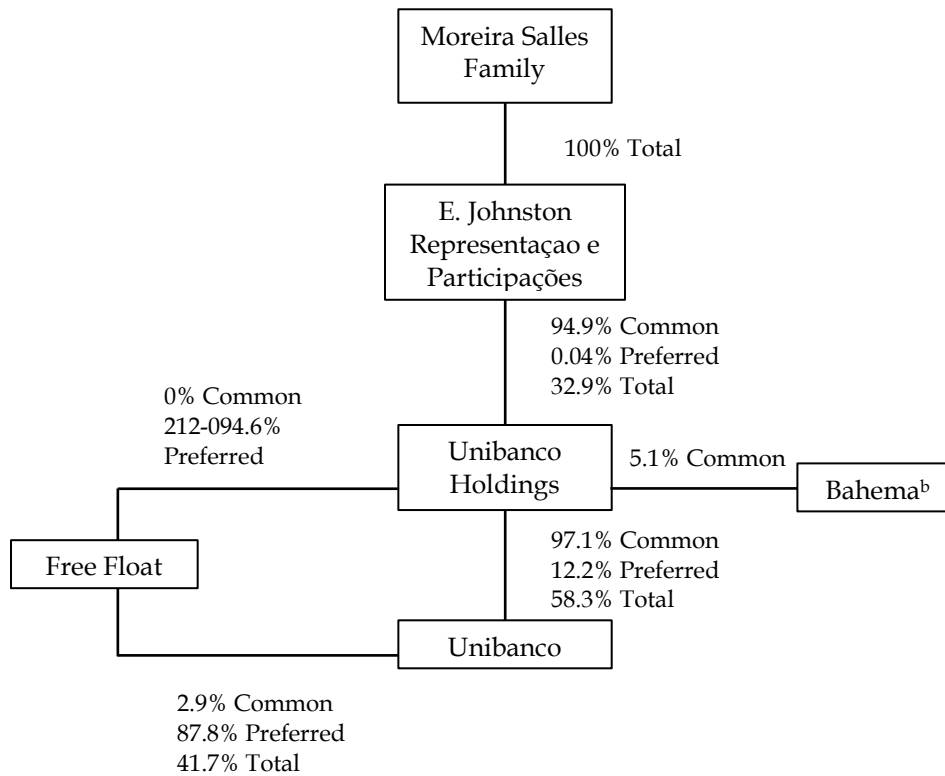 Moreira Salles
Family
100% Total
E. Johnston
Representaçao e
Participações
94.9% Common
0.04% Preferred
32.9% Total
0% Common
212-094.6%
Preferred
Unibanco
Holdings
5.1% Common
Bahemaᵇ
97.1% Common
12.2% Preferred
58.3% Total
Free Float
Unibanco
2.9% Common
87.8% Preferred
41.7% Total